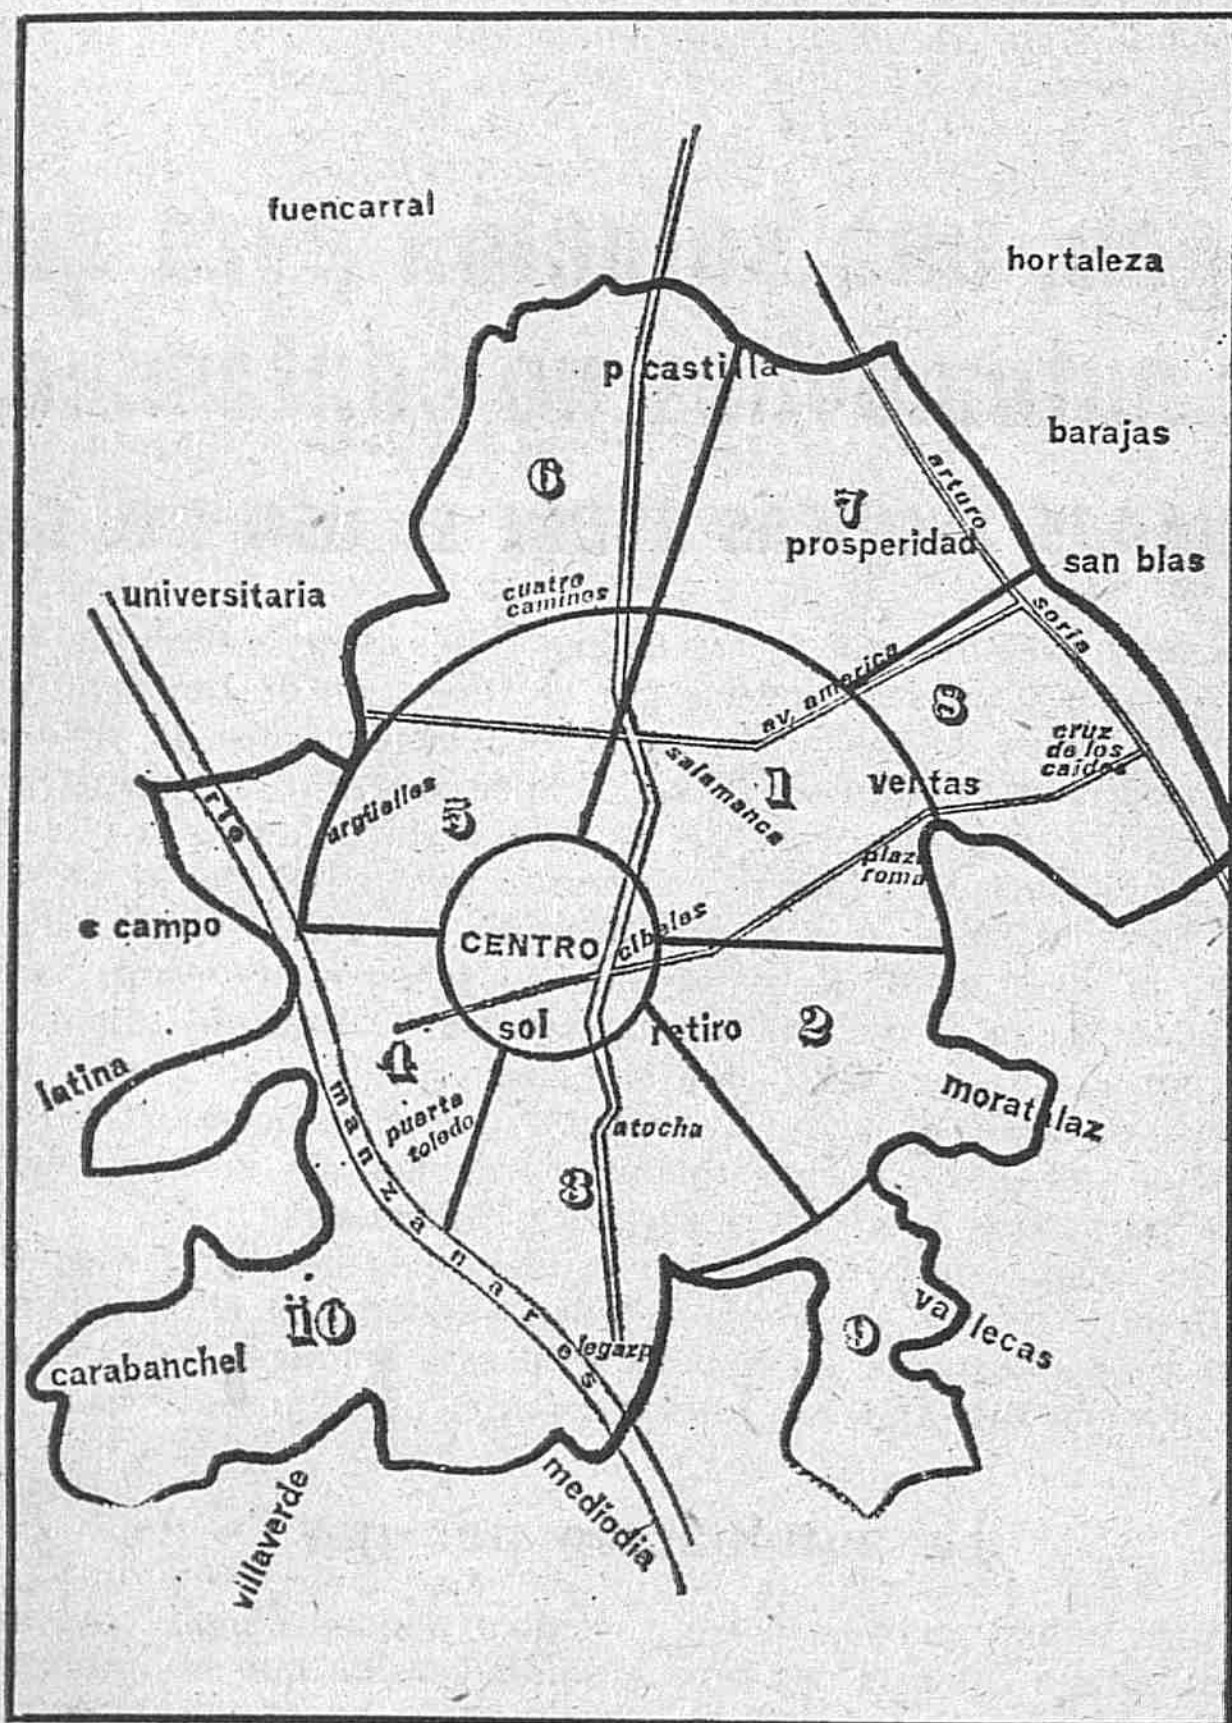 fuencarral
hortaleza
p castilla
barajas
6
arturo
7
prosperidad
san blas
cuatro
caminos
universitaria
soria
av. america
8
cruz
de los
caidos
salamanca
1
ventas
rio
argüelles
5
plaza
roma
c campo
CENTRO
cibeles
sol
retiro
2
4
latina
manzanares
puerta
toledo
moratalaz
atocha
3
10
9
vallecas
legazpi
carabanchel
mediodia
villaverde